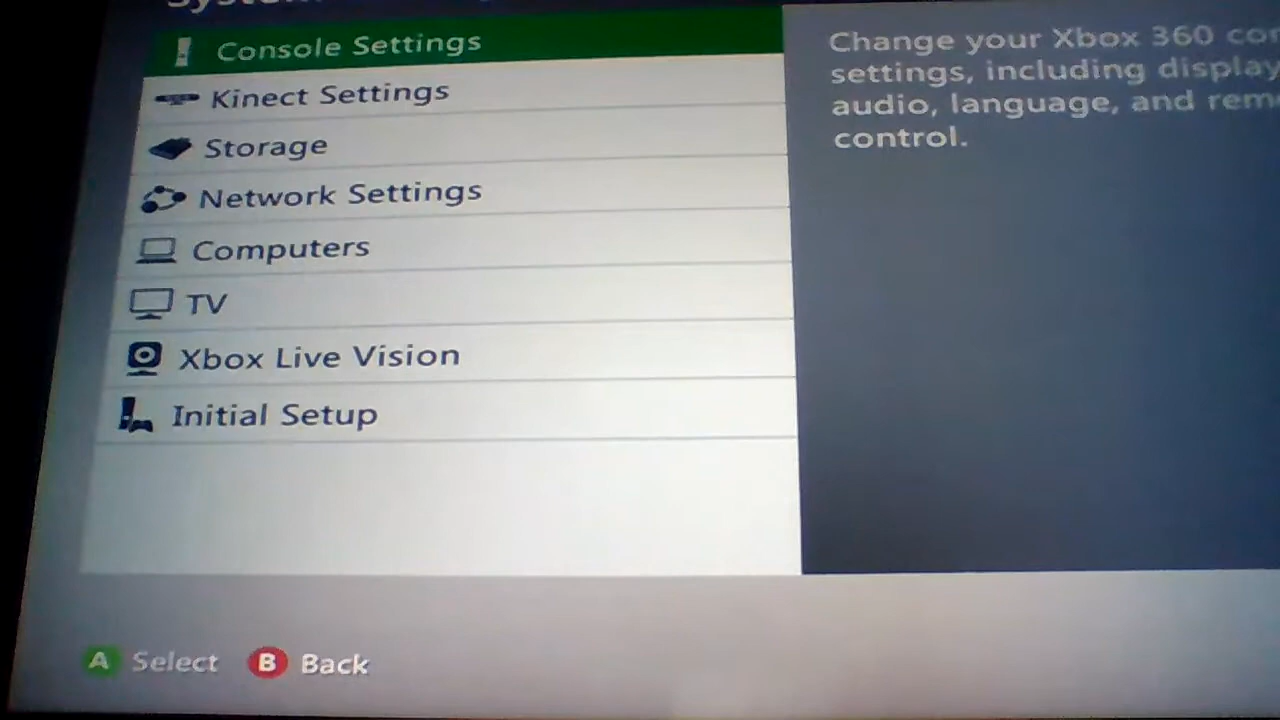 Console Settings
Kinect Settings
Storage
Network Settings
Computers
TV
Xbox Live Vision
Initial Setup
Change your Xbox 360
settings, including display
audio, language, and
control.
A Select B Back